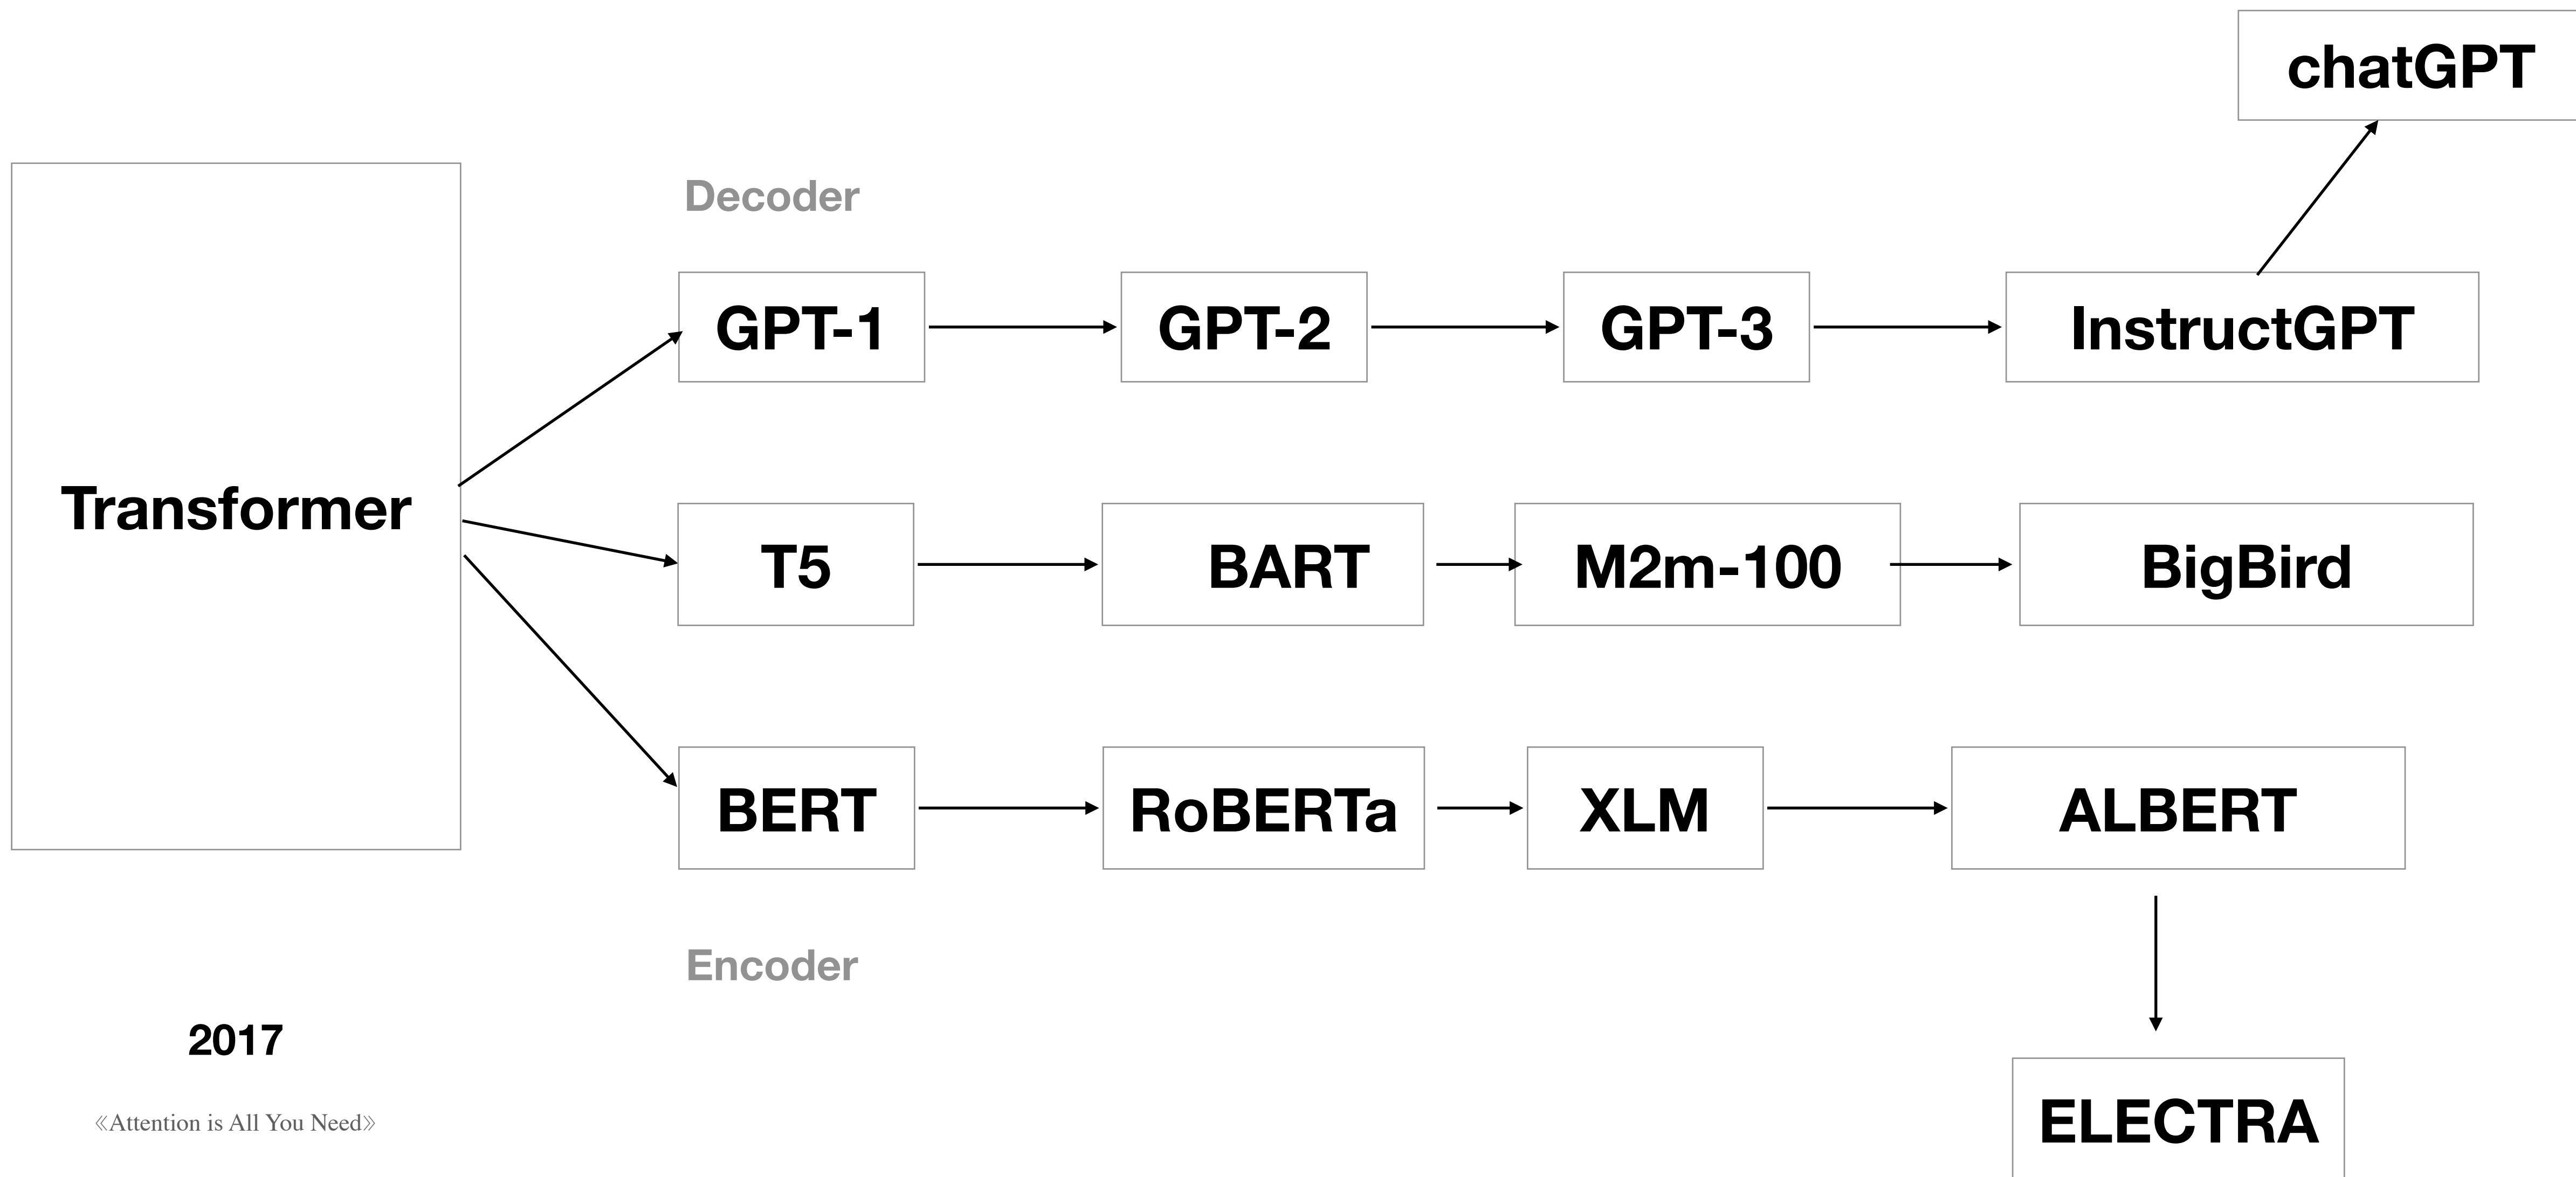 chatGPT
Decoder
GPT-1
GPT-2
GPT-3
InstructGPT
Transformer
T5
BART
M2m-100
BigBird
BERT
RoBERTa
XLM
ALBERT
Encoder
2017
《Attention is All You Need》
ELECTRA